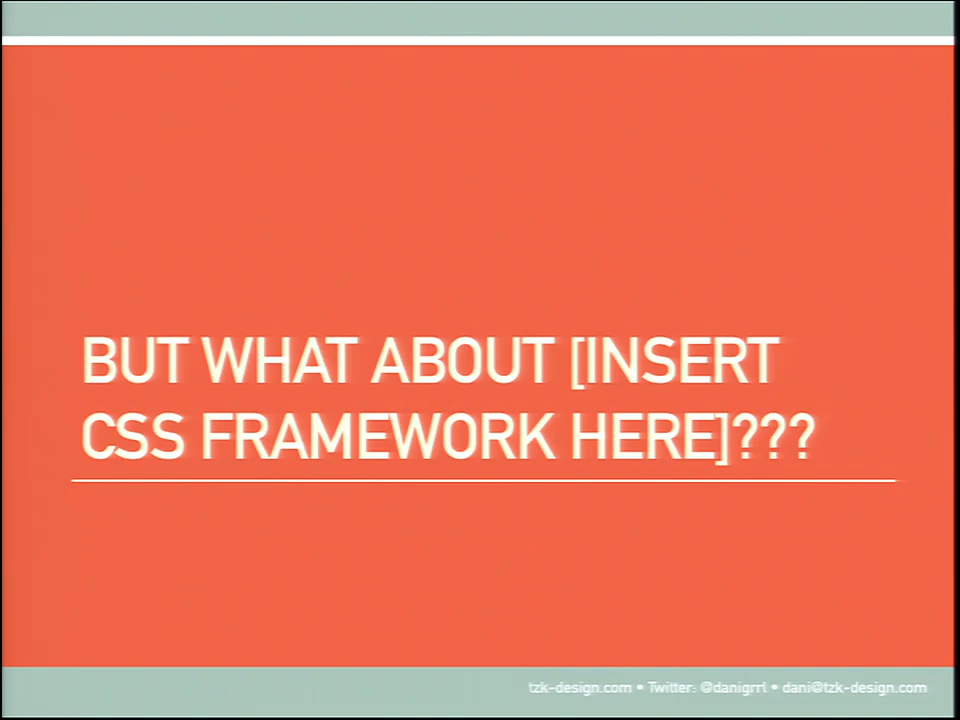 BUT WHAT ABOUT [INSERT
CSS FRAMEWORK HERE]???
tzk-design.com • Twitter: @danigrrl • dani@tzk-design.com